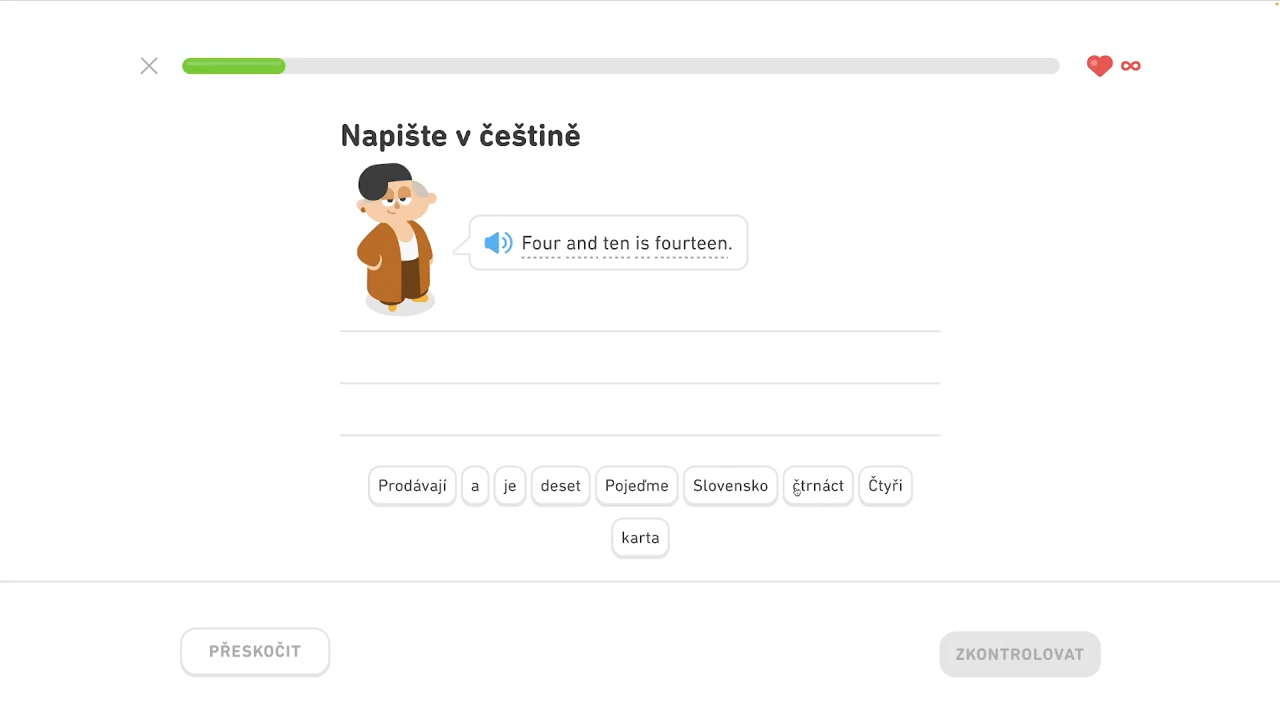 Napište v češtině
Four and ten is fourteen.
Prodávají a je deset Pojeďme Slovensko čtrnáct Čtyři
karta
PŘESKOČIT
ZKONTROLOVAT